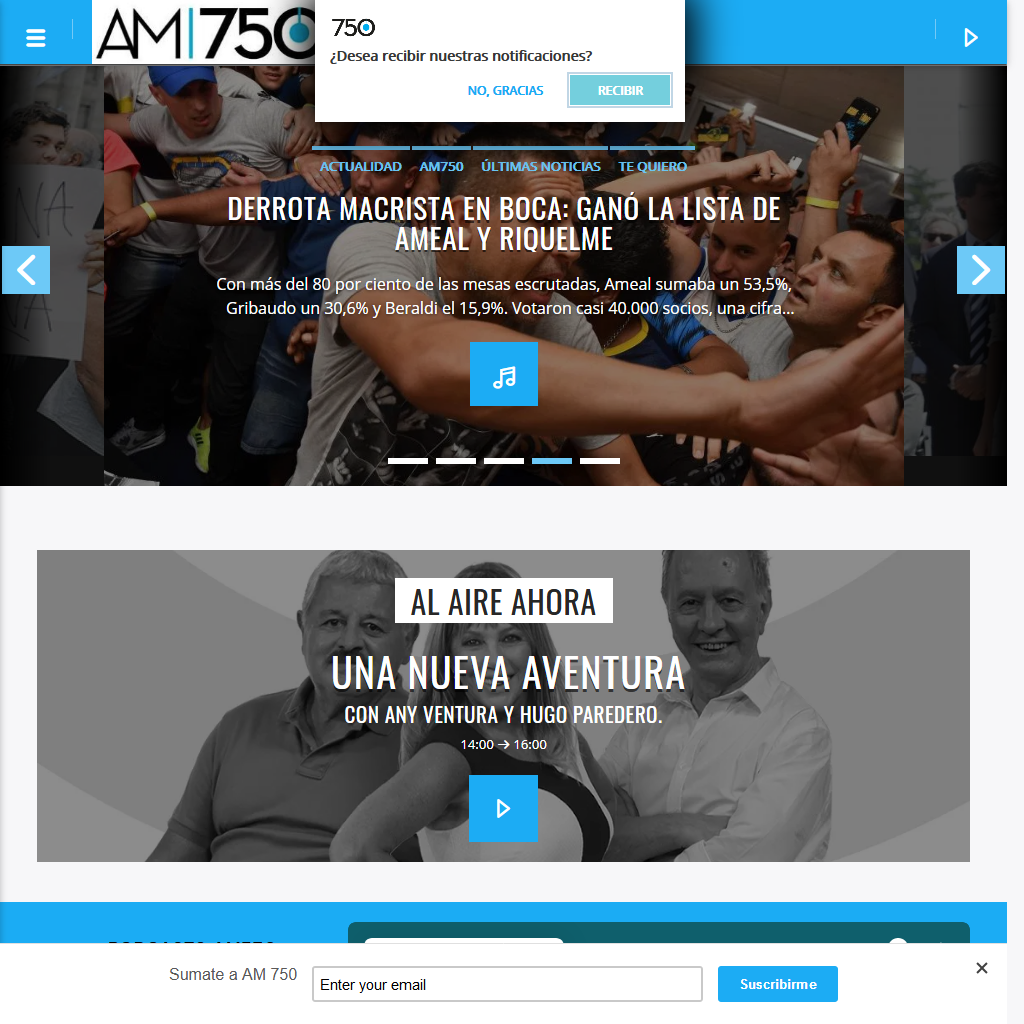 AM|750
750
¿Desea recibir nuestras notificaciones?
NO, GRACIAS
RECIBIR
ACTUALIDAD AM750 ÚLTIMAS NOTICIAS TE QUIERO
DERROTA MACRISTA EN BOCA: GANÓ LA LISTA DE
AMEAL Y RIQUELME
Con más del 80 por ciento de las mesas escrutadas, Ameal sumaba un 53,5%,
Gribaudo un 30,6% y Beraldi el 15,9%. Votaron casi 40.000 socios, una cifra...
AL AIRE AHORA
UNA NUEVA AVENTURA
CON ANY VENTURA Y HUGO PAREDERO.
14:00 → 16:00
Sumate a AM 750
Enter your email
Suscribirme